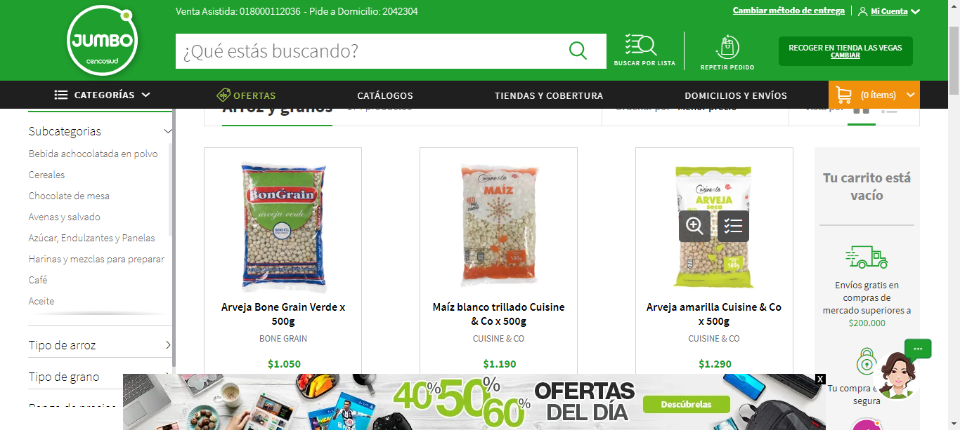 Venta Asistida: 018000112036 - Pide a Domicilio: 2042304
Cambiar método de entrega
Mi Cuenta
JUMBO
cencosud
¿Qué estás buscando?
BUSCAR POR LISTA
REPETIR PEDIDO
RECOGER EN TIENDA LAS VEGAS
CAMBIAR
CATEGORÍAS
OFERTAS
CATÁLOGOS
TIENDAS Y COBERTURA
DOMICILIOS Y ENVÍOS
(0 ítems)
Arroz y granos
Subcategorias
Bebida achocolatada en polvo
Cereales
Chocolate de mesa
Avenas y salvado
Azúcar, Endulzantes y Panelas
Harinas y mezclas para preparar
Café
Aceite
Tipo de arroz
Tipo de grano
BonGrain
arveja verde
MAÍZ
ARVEJA
SECA
Arveja Bone Grain Verde x
500g
BONE GRAIN
$1.050
Maíz blanco trillado Cuisine
& Co x 500g
CUISINE & CO
$1.190
Arveja amarilla Cuisine & Co
x 500g
CUISINE & CO
$1.290
Tu carrito está
vacío
Envíos gratis en
compras de
mercado superiores a
$200.000
Tu compra
segura
40% 50% 60%
OFERTAS
DEL DÍA
Descúbrelas
X